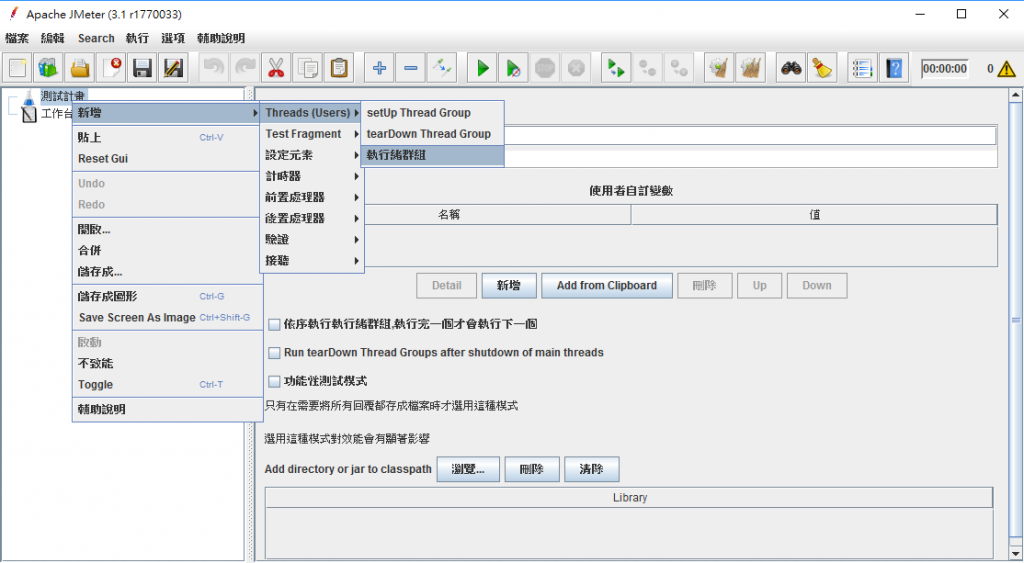 Apache JMeter (3.1 r1770033)
檔案 編輯 Search 執行 選項 輔助說明
00:00:00 0
測試計畫
工作台
新增
貼上 Ctrl-V
Reset Gui
Undo
Redo
開啟...
合併
儲存成...
儲存成圖形 Ctrl-G
Save Screen As Image Ctrl+Shift-G
啟動
不致能
Toggle Ctrl-T
輔助說明
Threads (Users)
Test Fragment
設定元素
計時器
前置處理器
後置處理器
驗證
接聽
setUp Thread Group
tearDown Thread Group
執行緒群組
使用者自訂變數
名稱 值
Detail 新增 Add from Clipboard 刪除 Up Down
依序執行執行緒群組,執行完一個才會執行下一個
Run tearDown Thread Groups after shutdown of main threads
功能性測試模式
只有在需要將所有回覆都存成檔案時才選用這種模式
選用這種模式對效能會有顯著影響
Add directory or jar to classpath 瀏覽... 刪除 清除
Library